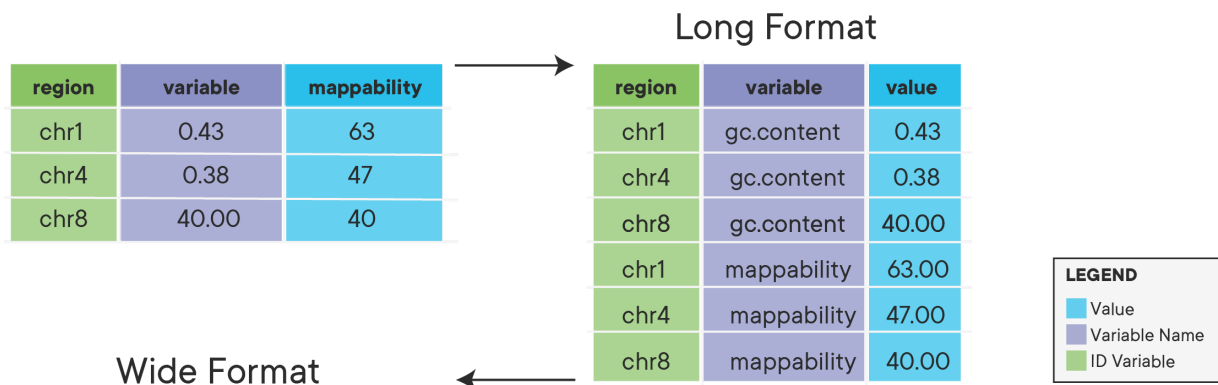 Long Format
region variable mappability
chr1 0.43 63
chr4 0.38 47
chr8 40.00 40
Wide Format
region variable value
chr1 gc.content 0.43
chr4 gc.content 0.38
chr8 gc.content 40.00
chr1 mappability 63.00
chr4 mappability 47.00
chr8 mappability 40.00
LEGEND
Value
Variable Name
ID Variable